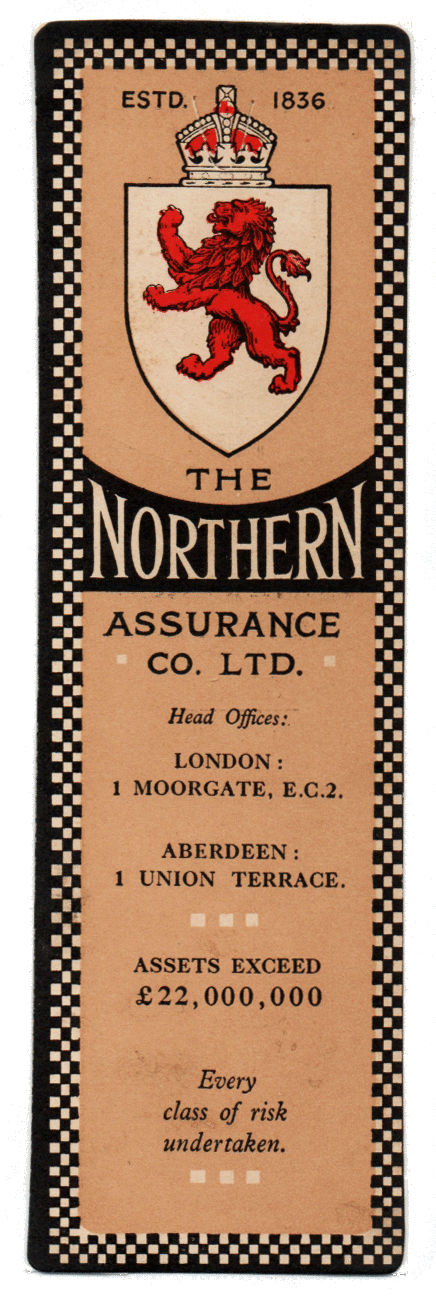 ESTD. 1836
THE
NORTHERN
ASSURANCE
CO. LTD.
Head Offices:
LONDON:
1 MOORGATE, E.C.2.
ABERDEEN:
1 UNION TERRACE.
ASSETS EXCEED
£22,000,000
Every
class of risk
undertaken.